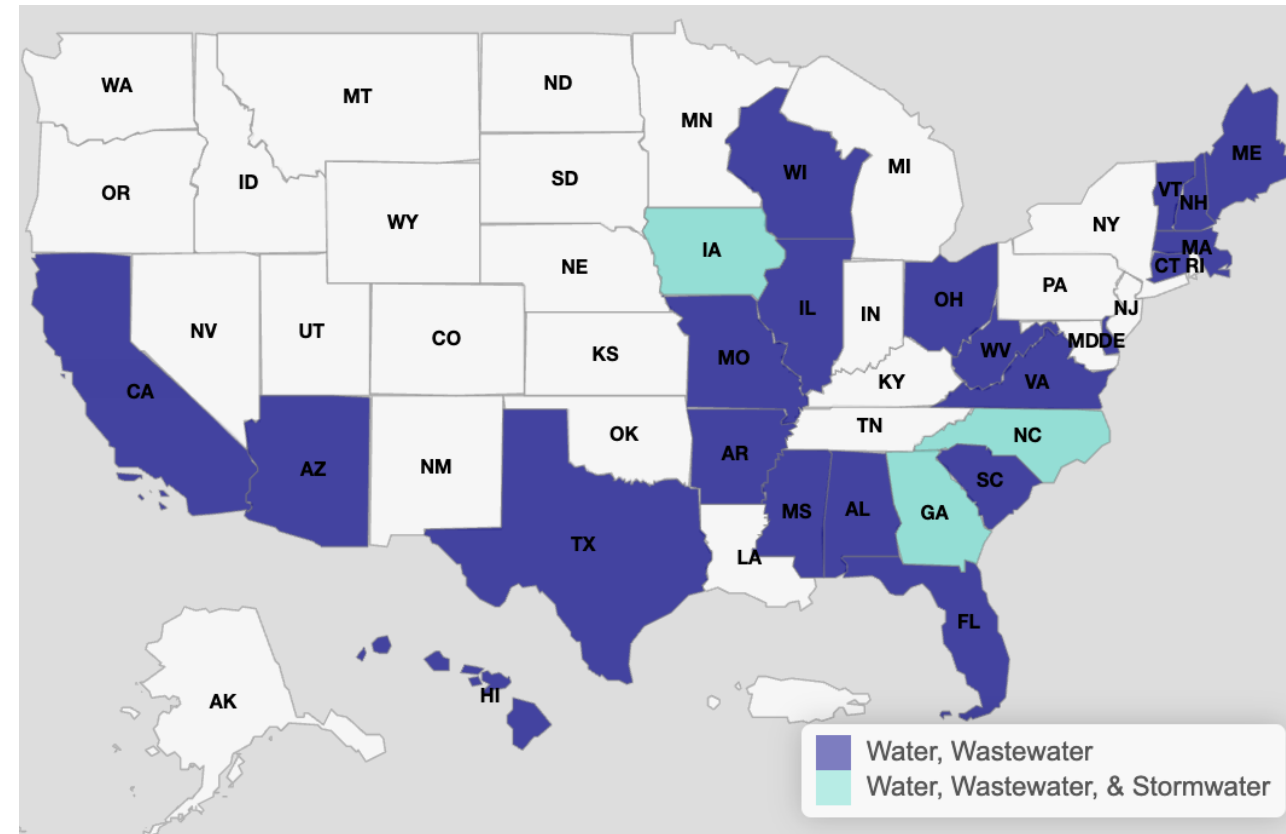 WA
MT
ND
MN
OR
ID
WY
SD
WI
MI
NY
VT
NH
ME
MA
CT RI
NV
UT
CO
NE
IA
KS
IL
IN
OH
PA
NJ
MD DE
WV
VA
KY
MO
CA
AZ
NM
OK
AR
TN
NC
SC
TX
LA
MS
AL
GA
FL
AK
HI
Water, Wastewater
Water, Wastewater, & Stormwater